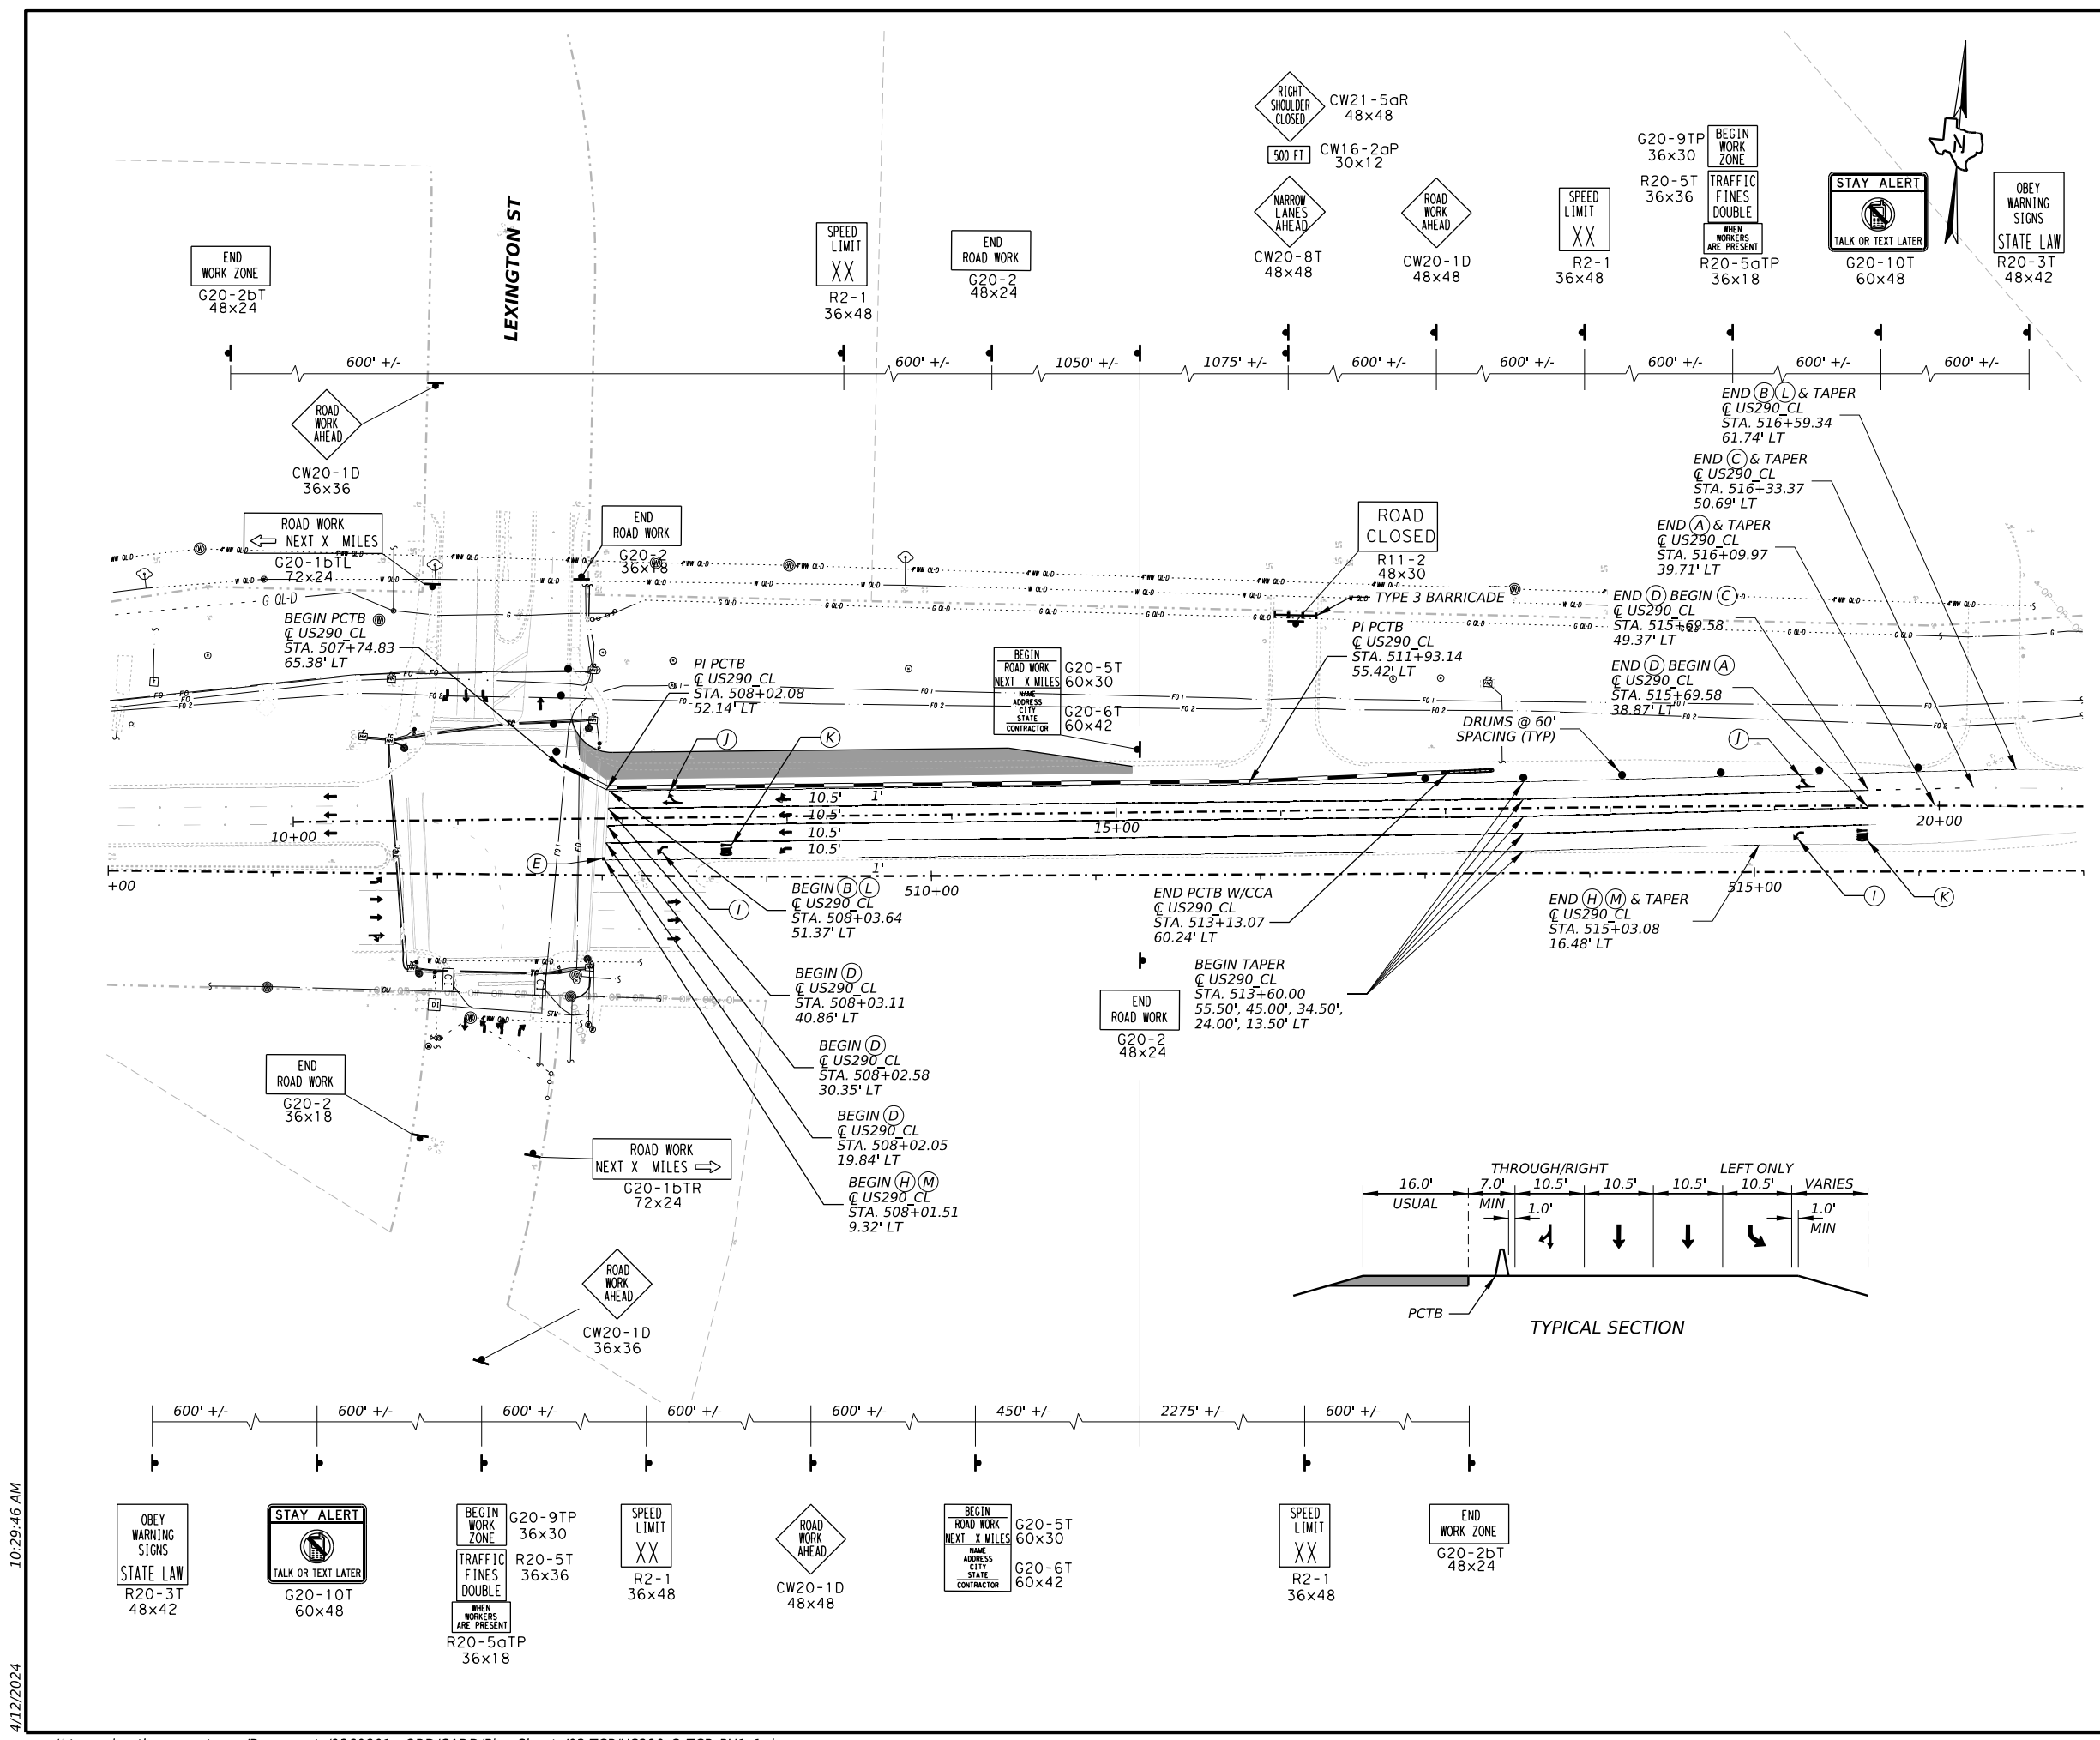 RIGHT
SHOULDER
CLOSED
CW21-5aR
48x48
500 FT
CW16-2aP
30x12
NARROW
LANES
AHEAD
CW20-8T
48x48
ROAD
WORK
AHEAD
CW20-1D
48x48
SPEED
LIMIT
XX
R2-1
36x48
G20-9TP
36x30
BEGIN
WORK
ZONE
R20-5T
36x36
TRAFFIC
FINES
DOUBLE
WHEN
WORKERS
ARE PRESENT
R20-5aTP
36x18
STAY ALERT
TALK OR TEXT LATER
G20-10T
60x48
OBEY
WARNING
SIGNS
STATE LAW
R20-3T
48x42
N
LEXINGTON ST
END
WORK ZONE
G20-2bT
48x24
SPEED
LIMIT
XX
R2-1
36x48
END
ROAD WORK
G20-2
48x24
600' +/-
600' +/-
1050' +/-
1075' +/-
600' +/-
600' +/-
600' +/-
600' +/-
600' +/-
ROAD
WORK
AHEAD
CW20-1D
36x36
END B L & TAPER
℄ US290_CL
STA. 516+59.34
61.74' LT
END C & TAPER
℄ US290_CL
STA. 516+33.37
50.69' LT
END A & TAPER
℄ US290_CL
STA. 516+09.97
39.71' LT
END D BEGIN C
℄ US290_CL
STA. 515+69.58
49.37' LT
END D BEGIN A
℄ US290_CL
STA. 515+69.58
38.87' LT
ROAD WORK
NEXT X MILES
G20-1bTL
72x24
END
ROAD WORK
G20-2
36x18
ROAD
CLOSED
R11-2
48x30
TYPE 3 BARRICADE
G QL-D
BEGIN PCTB
℄ US290_CL
STA. 507+74.83
65.38' LT
PI PCTB
℄ US290_CL
STA. 508+02.08
52.14' LT
BEGIN
ROAD WORK
NEXT X MILES
G20-5T
60x30
NAME
ADDRESS
CITY
STATE
CONTRACTOR
G20-6T
60x42
PI PCTB
℄ US290_CL
STA. 511+93.14
55.42' LT
DRUMS @ 60'
SPACING (TYP)
J
K
J
10.5'
1'
10.5'
10.5'
10.5'
1'
10+00
15+00
20+00
E
+00
510+00
515+00
I
I
K
BEGIN B L
℄ US290_CL
STA. 508+03.64
51.37' LT
END PCTB W/CCA
℄ US290_CL
STA. 513+13.07
60.24' LT
END H M & TAPER
℄ US290_CL
STA. 515+03.08
16.48' LT
BEGIN D
℄ US290_CL
STA. 508+03.11
40.86' LT
END
ROAD WORK
G20-2
48x24
BEGIN TAPER
℄ US290_CL
STA. 513+60.00
55.50', 45.00', 34.50',
24.00', 13.50' LT
BEGIN D
℄ US290_CL
STA. 508+02.58
30.35' LT
END
ROAD WORK
G20-2
36x18
BEGIN D
℄ US290_CL
STA. 508+02.05
19.84' LT
ROAD WORK
NEXT X MILES
G20-1bTR
72x24
BEGIN H M
℄ US290_CL
STA. 508+01.51
9.32' LT
THROUGH/RIGHT
LEFT ONLY
16.0'
7.0'
10.5'
10.5'
10.5'
10.5'
VARIES
USUAL
MIN
1.0'
1.0'
MIN
PCTB
TYPICAL SECTION
ROAD
WORK
AHEAD
CW20-1D
36x36
600' +/-
600' +/-
600' +/-
600' +/-
600' +/-
450' +/-
2275' +/-
600' +/-
OBEY
WARNING
SIGNS
STATE LAW
R20-3T
48x42
STAY ALERT
TALK OR TEXT LATER
G20-10T
60x48
BEGIN
WORK
ZONE
G20-9TP
36x30
TRAFFIC
FINES
DOUBLE
R20-5T
36x36
WHEN
WORKERS
ARE PRESENT
R20-5aTP
36x18
SPEED
LIMIT
XX
R2-1
36x48
ROAD
WORK
AHEAD
CW20-1D
48x48
BEGIN
ROAD WORK
NEXT X MILES
G20-5T
60x30
NAME
ADDRESS
CITY
STATE
CONTRACTOR
G20-6T
60x42
SPEED
LIMIT
XX
R2-1
36x48
END
WORK ZONE
G20-2bT
48x24
10:29:46 AM
4/12/2024